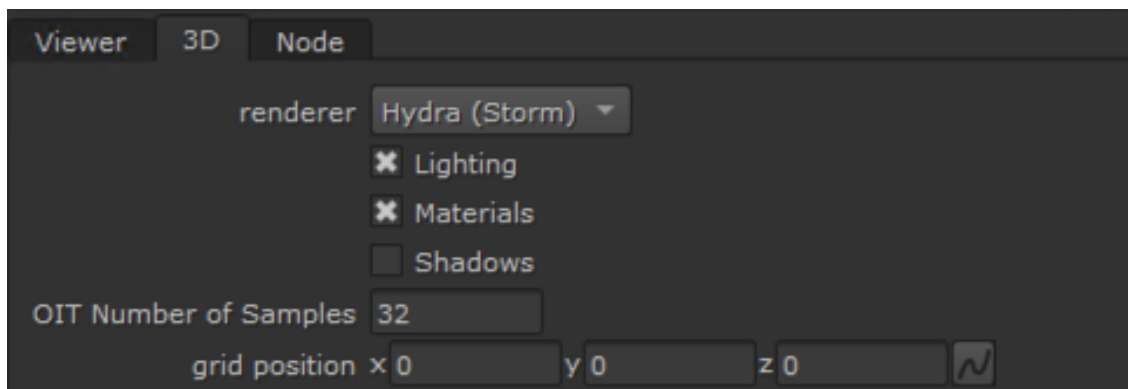 Viewer 3D Node
renderer Hydra (Storm)
Lighting
Materials
Shadows
OIT Number of Samples 32
grid position x 0 y 0 z 0